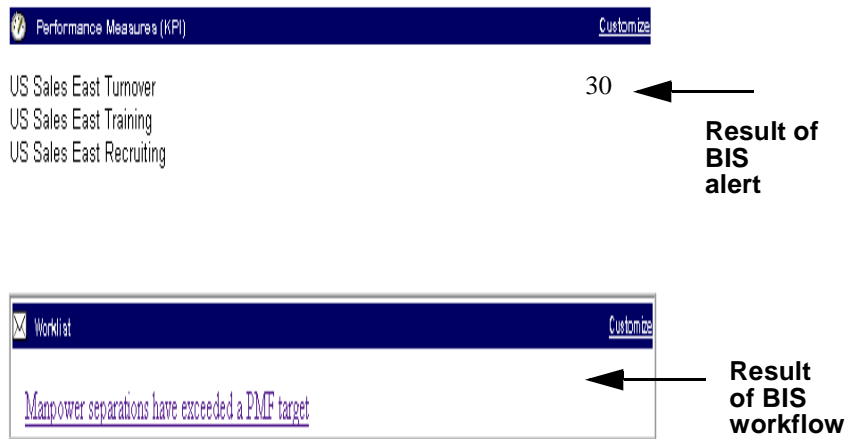 Performance Measures (KPI) Customize
US Sales East Turnover 30
US Sales East Training
US Sales East Recruiting
Result of
BIS
alert
Worklist Customize
Manpower separations have exceeded a PMF target
Result
of BIS
workflow